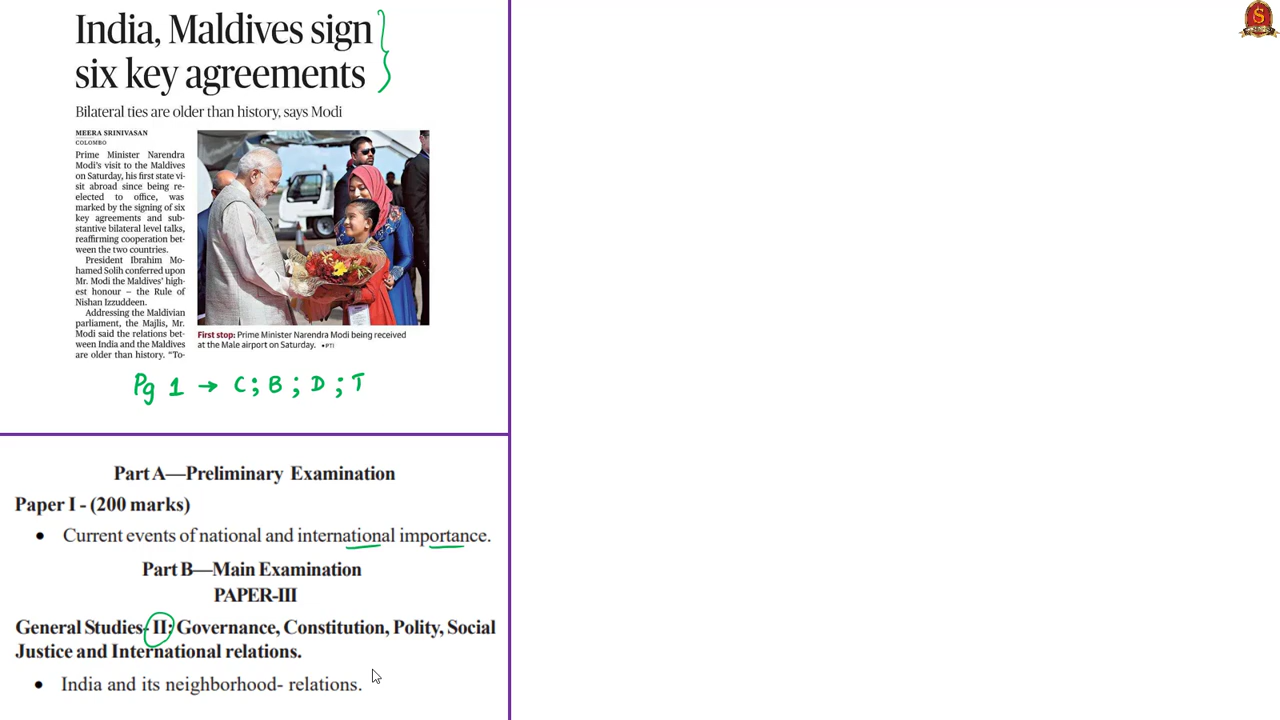 India, Maldives sign
six key agreements
Bilateral ties are older than history, says Modi
MEERA SRINIVASAN
COLOMBO
Prime Minister Narendra
Modi's visit to the Maldives
on Saturday, his first state vi-
sit abroad since being re-
elected to office, was
marked by the signing of six
key agreements and sub-
stantive bilateral level talks,
reaffirming cooperation bet-
ween the two countries.
President Ibrahim Mo-
hamed Solih conferred upon
Mr. Modi the Maldives' high-
est honour – the Rule of
Nishan Izzuddeen.
Addressing the Maldivian
parliament, the Majlis, Mr.
Modi said the relations bet-
ween India and the Maldives
are older than history. “To-
First stop: Prime Minister Narendra Modi being received
at the Male airport on Saturday. •PTI
Pg 1 → C; B; D; T
Part A—Preliminary Examination
Paper I - (200 marks)
• Current events of national and international importance.
Part B—Main Examination
PAPER-III
General Studies- II: Governance, Constitution, Polity, Social
Justice and International relations.
• India and its neighborhood- relations.
S